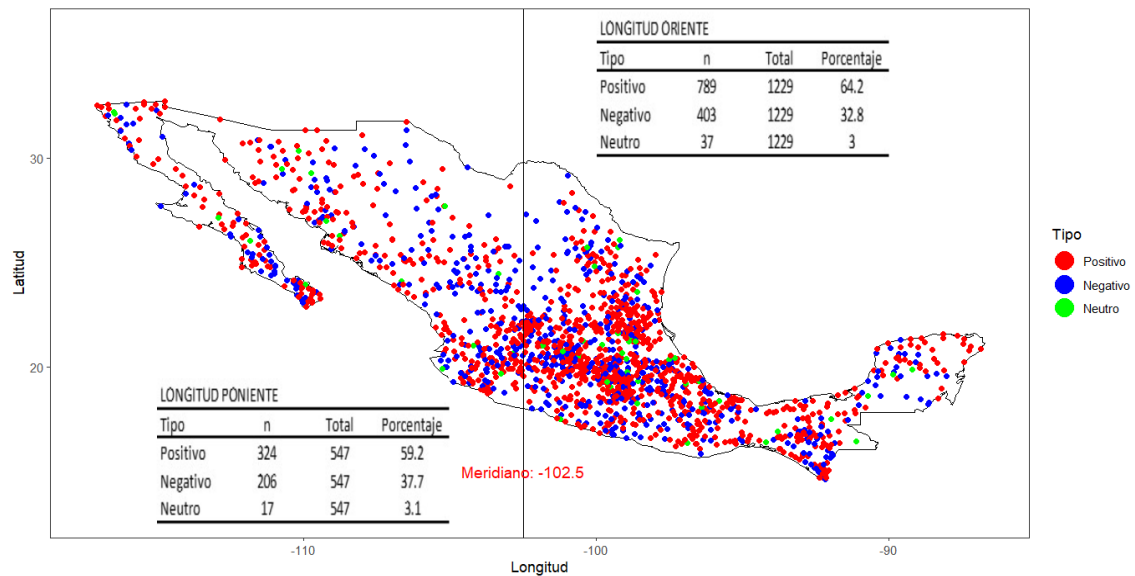 LONGITUD ORIENTE
Tipo n Total Porcentaje
Positivo 789 1229 64.2
Negativo 403 1229 32.8
Neutro 37 1229 3
30
20
Latitud
Tipo
Positivo
Negativo
Neutro
LONGITUD PONIENTE
Tipo n Total Porcentaje
Positivo 324 547 59.2
Negativo 206 547 37.7
Neutro 17 547 3.1
Meridiano: -102.5
-110 -100 -90
Longitud